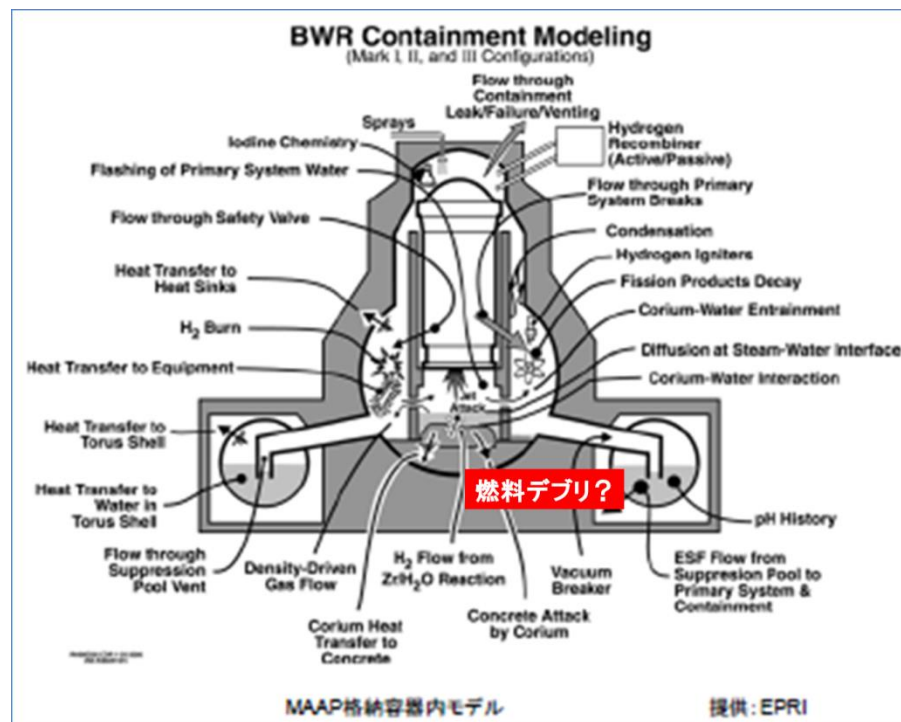 BWR Containment Modeling
(Mark I, II, and III Configurations)
Flow through
Containment
Leak/Failure/Venting
Sprays
Iodine Chemistry
Flashing of Primary System Water
Hydrogen
Recombiner
(Active/Passive)
Flow through Primary
System Breaks
Flow through Safety Valve
Condensation
Hydrogen Igniters
Heat Transfer to
Heat Sinks
Fission Products Decay
Corium-Water Entrainment
H2 Burn
Diffusion at Steam-Water Interface
Heat Transfer to Equipment
Corium-Water Interaction
Jet
Attack
Heat Transfer to
Torus Shell
燃料デブリ?
Heat Transfer to
Water in
Torus Shell
pH History
Flow through
Suppression
Pool Vent
Density-Driven
Gas Flow
H2 Flow from
Zr/H2O Reaction
Vacuum
Breaker
ESF Flow from
Suppresion Pool to
Primary System &
Containment
Corium Heat
Transfer to
Concrete
Concrete Attack
by Corium
MAAP格納容器内モデル
提供:EPRI